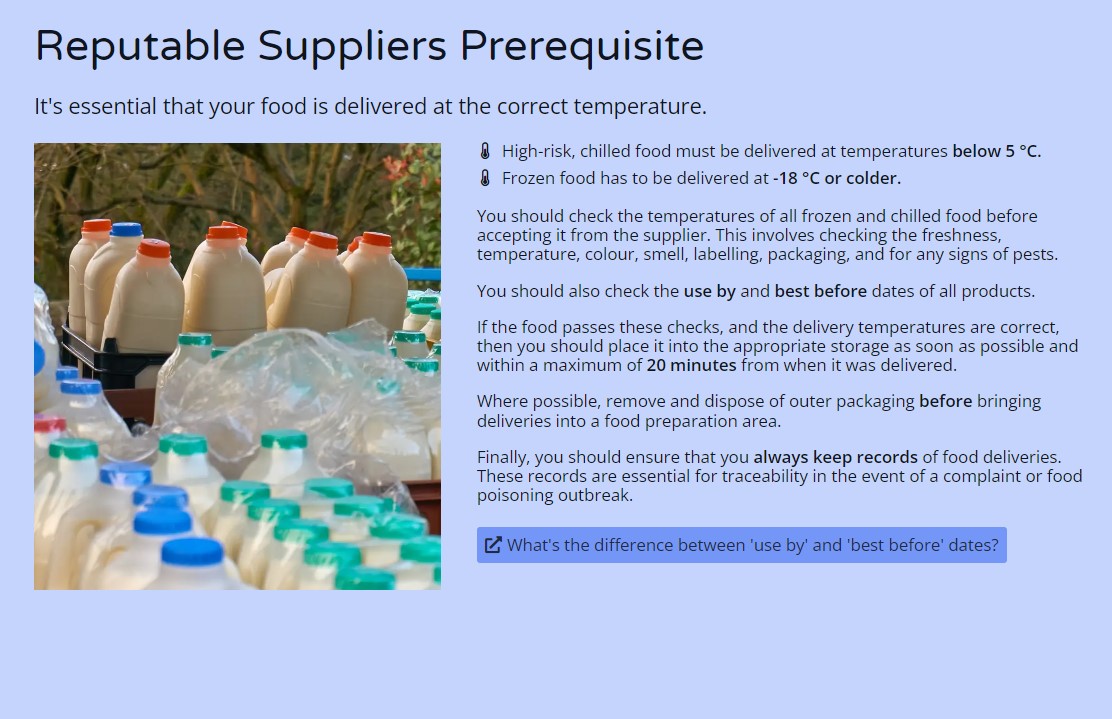 Reputable Suppliers Prerequisite
It's essential that your food is delivered at the correct temperature.
High-risk, chilled food must be delivered at temperatures below 5 °C.
Frozen food has to be delivered at -18 °C or colder.
You should check the temperatures of all frozen and chilled food before
accepting it from the supplier. This involves checking the freshness,
temperature, colour, smell, labelling, packaging, and for any signs of pests.
You should also check the use by and best before dates of all products.
If the food passes these checks, and the delivery temperatures are correct,
then you should place it into the appropriate storage as soon as possible and
within a maximum of 20 minutes from when it was delivered.
Where possible, remove and dispose of outer packaging before bringing
deliveries into a food preparation area.
Finally, you should ensure that you always keep records of food deliveries.
These records are essential for traceability in the event of a complaint or food
poisoning outbreak.
What's the difference between 'use by' and 'best before' dates?